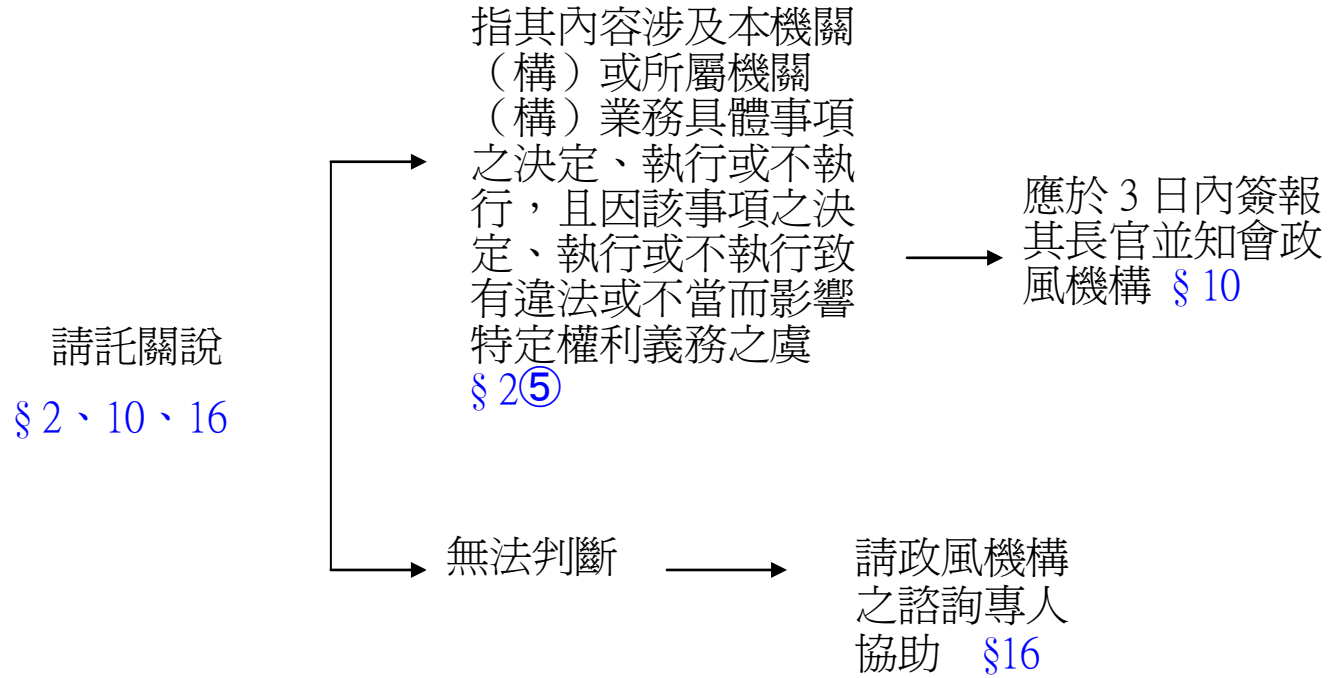 請託關說
§ 2、10、16
指其內容涉及本機關
（構）或所屬機關
（構）業務具體事項
之決定、執行或不執
行，且因該事項之決
定、執行或不執行致
有違法或不當而影響
特定權利義務之虞
§ 2⑤
應於 3 日內簽報
其長官並知會政
風機構 § 10
無法判斷
請政風機構
之諮詢專人
協助 §16